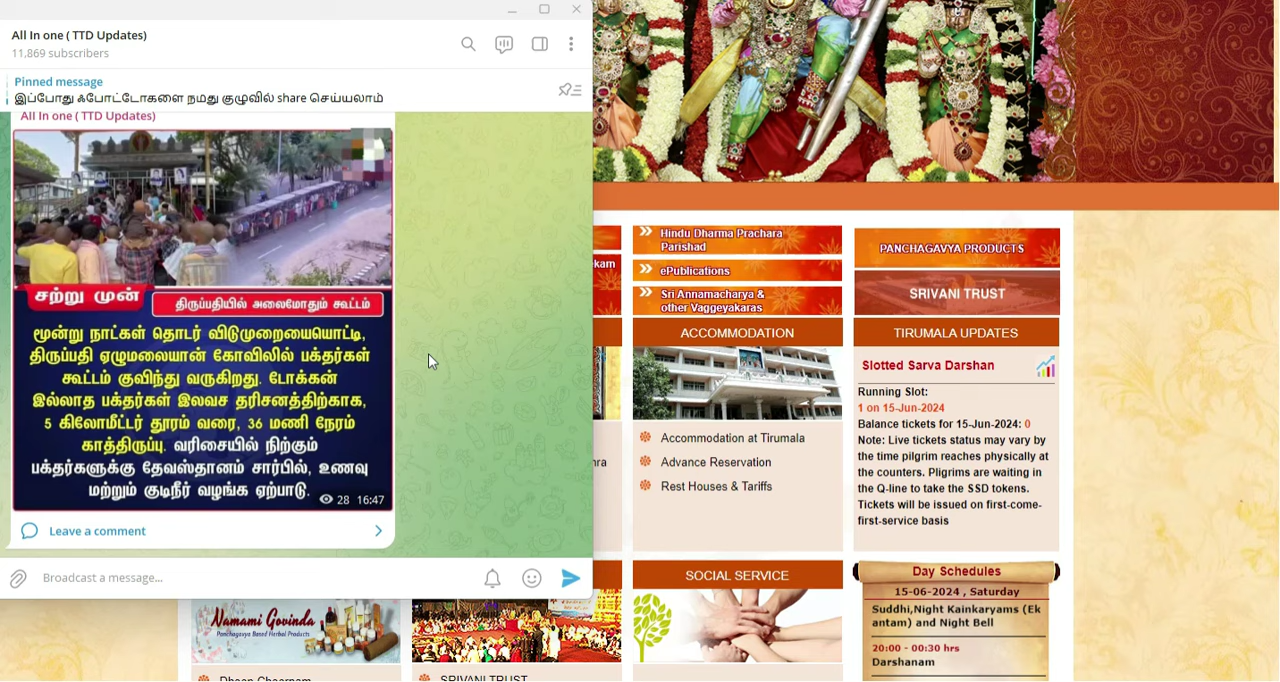 All In one ( TTD Updates)
11,869 subscribers
Pinned message
இப்போது ஃபோட்டோகளை நமது குழுவில் share செய்யலாம்
All In one ( TTD Updates)
சற்று முன்
திருப்பதியில் அலைமோதும் கூட்டம்
மூன்று நாட்கள் தொடர் விடுமுறையையொட்டி,
திருப்பதி ஏழுமலையான் கோவிலில் பக்தர்கள்
கூட்டம் குவிந்து வருகிறது. டோக்கன்
இல்லாத பக்தர்கள் இலவச தரிசனத்திற்காக,
5 கிலோமீட்டர் தூரம் வரை, 36 மணி நேரம்
காத்திருப்பு. வரிசையில் நிற்கும்
பக்தர்களுக்கு தேவஸ்தானம் சார்பில், உணவு
மற்றும் குடிநீர் வழங்க ஏற்பாடு.
28 16:47
Leave a comment
Broadcast a message...
kam
Hindu Dharma Prachara
Parishad
ePublications
Sri Annamacharya &
other Vaggeyakaras
PANCHAGAVYA PRODUCTS
SRIVANI TRUST
ACCOMMODATION
Accommodation at Tirumala
Advance Reservation
Rest Houses & Tariffs
TIRUMALA UPDATES
Slotted Sarva Darshan
Running Slot:
1 on 15-Jun-2024
Balance tickets for 15-Jun-2024: 0
Note: Live tickets status may vary by
the time pilgrim reaches physically at
the counters. Pligrims are waiting in
the Q-line to take the SSD tokens.
Tickets will be issued on first-come-
first-service basis
SOCIAL SERVICE
Day Schedules
15-06-2024 , Saturday
Suddhi,Night Kainkaryams (Ek
antam) and Night Bell
20:00 - 00:30 hrs
Darshanam
Namami Govinda
Panchagavya Based Herbal Products
SRIVANI TRUST